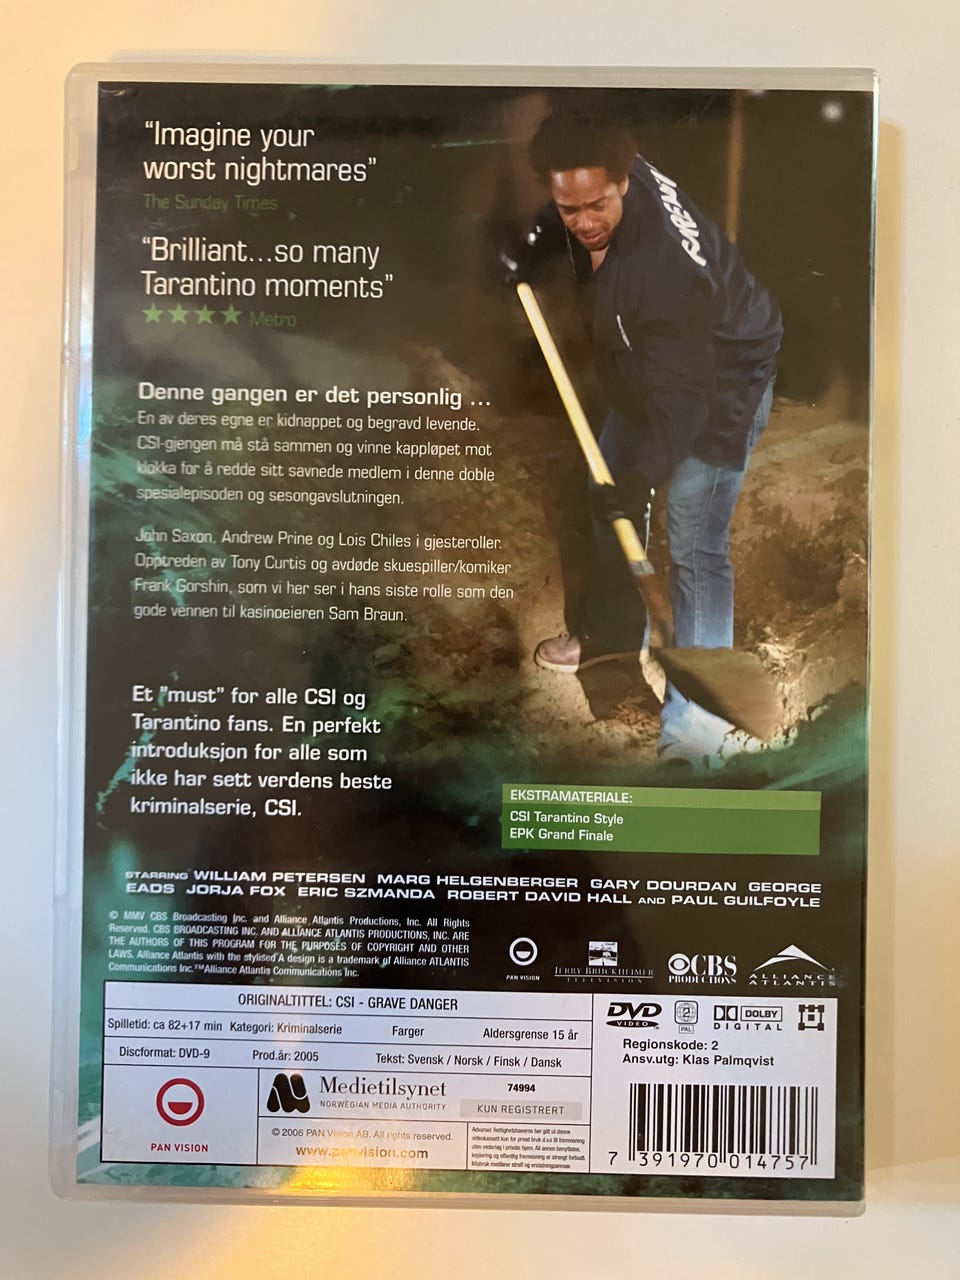 “Imagine your
worst nightmares”
The Sunday Times
“Brilliant...so many
Tarantino moments”
★★★★ Metro
Denne gangen er det personlig ...
En av deres egne er kidnappet og begravd levende.
CSI-gjengen må stå sammen og vinne kappløpet mot
klokka for å redde sitt savnede medlem i denne doble
spesialepisoden og sesongavslutningen.
John Saxon, Andrew Prine og Lois Chiles i gjesteroller.
Opptreden av Tony Curtis og avdøde skuespiller/komiker
Frank Gorshin, som vi her ser i hans siste rolle som den
gode vennen til kasinoeieren Sam Braun.
Et ”must” for alle CSI og
Tarantino fans. En perfekt
introduksjon for alle som
ikke har sett verdens beste
kriminalserie, CSI.
EKSTRAMATERIALE:
CSI Tarantino Style
EPK Grand Finale
STARRING WILLIAM PETERSEN MARG HELGENBERGER GARY DOURDAN GEORGE
EADS JORJA FOX ERIC SZMANDA ROBERT DAVID HALL AND PAUL GUILFOYLE
© MMV CBS Broadcasting Inc. and Alliance Atlantis Productions, Inc. All Rights
Reserved. CBS BROADCASTING INC. AND ALLIANCE ATLANTIS PRODUCTIONS, INC. ARE
THE AUTHORS OF THIS PROGRAM FOR THE PURPOSES OF COPYRIGHT AND OTHER
LAWS. Alliance Atlantis with the stylised A design is a trademark of Alliance ATLANTIS
Communications Inc.™Alliance Atlantis Communications Inc.
PAN VISION
JERRY BRUCKHEIMER
TELEVISION
CBS
PRODUCTIONS
ALLIANCE
ATLANTIS
ORIGINALTITTEL: CSI - GRAVE DANGER
Spilletid: ca 82+17 min Kategori: Kriminalserie Farger Aldersgrense 15 år
Discformat: DVD-9 Prod.år: 2005 Tekst: Svensk / Norsk / Finsk / Dansk
PAN VISION
Medietilsynet
NORWEGIAN MEDIA AUTHORITY
74994
KUN REGISTRERT
© 2006 PAN Vision AB. All rights reserved.
www.panvision.com
DVD
VIDEO
2
PAL
DOLBY
DIGITAL
Regionskode: 2
Ansv.utg: Klas Palmqvist
7 391970 014757